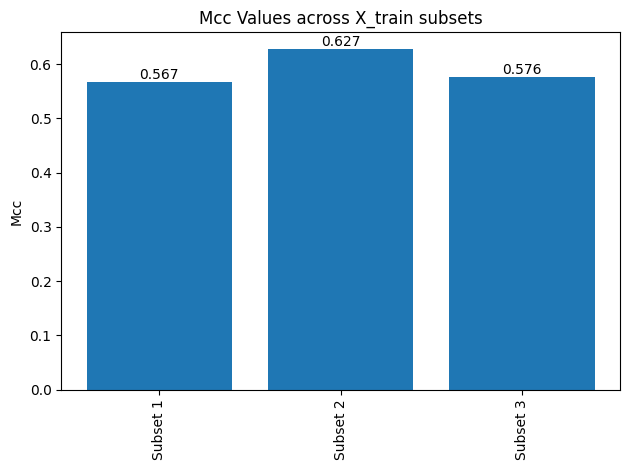 Mcc Values across X_train subsets
0.567
0.627
0.576
Mcc
0.6
0.5
0.4
0.3
0.2
0.1
0.0
Subset 1
Subset 2
Subset 3